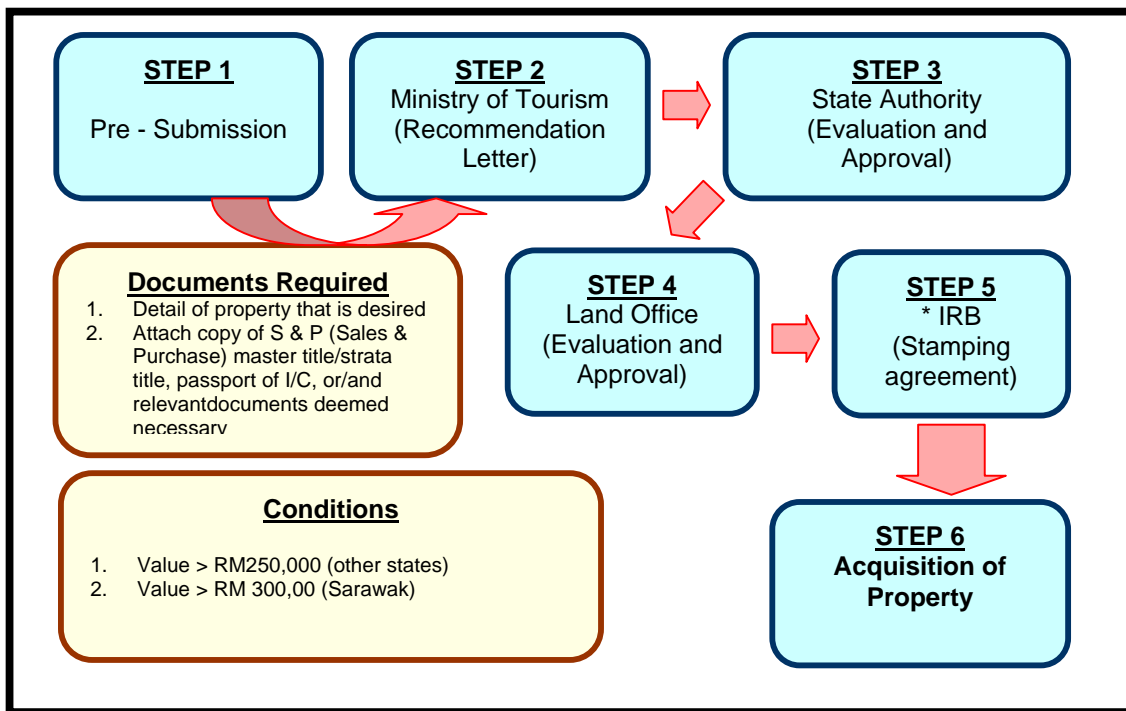 STEP 1
Pre - Submission
STEP 2
Ministry of Tourism
(Recommendation
Letter)
STEP 3
State Authority
(Evaluation and
Approval)
Documents Required
1. Detail of property that is desired
2. Attach copy of S & P (Sales &
Purchase) master title/strata
title, passport of I/C, or/and
relevantdocuments deemed
necessary
STEP 4
Land Office
(Evaluation and
Approval)
STEP 5
* IRB
(Stamping
agreement)
Conditions
1. Value > RM250,000 (other states)
2. Value > RM 300,00 (Sarawak)
STEP 6
Acquisition of
Property